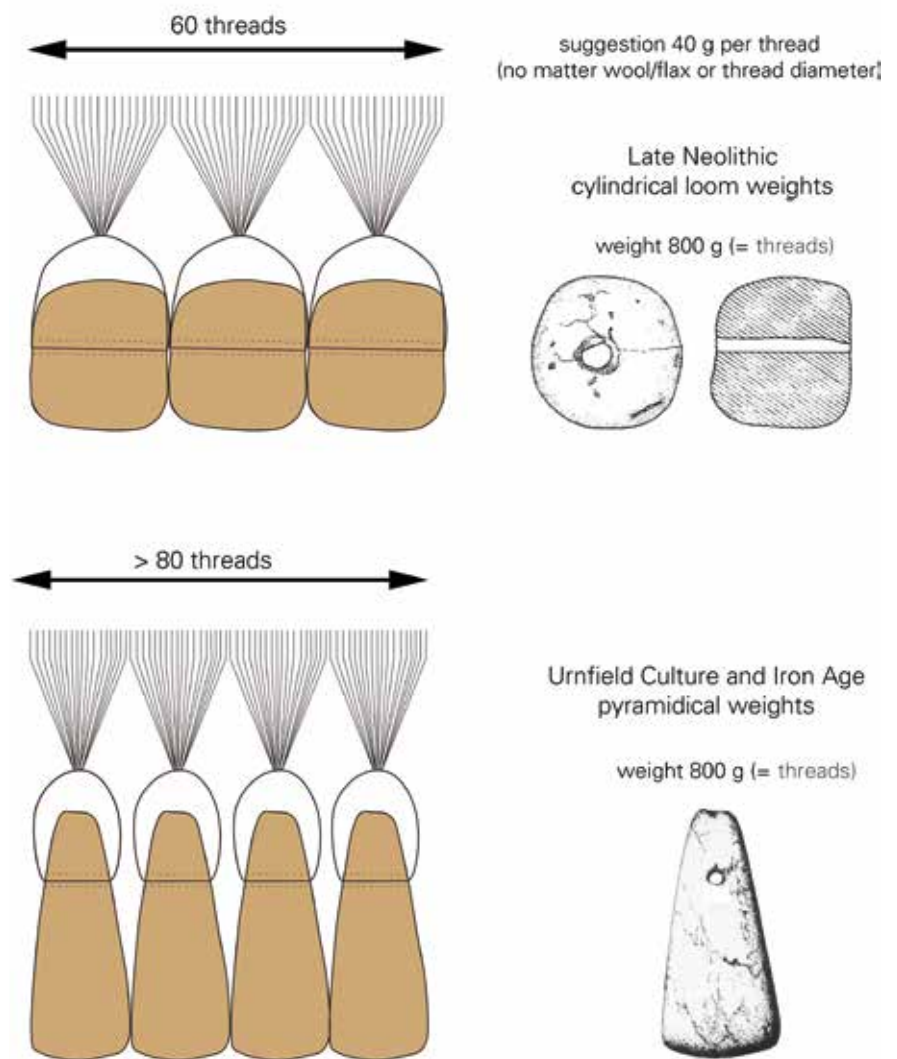 60 threads
suggestion 40 g per thread
(no matter wool/flax or thread diameter)
Late Neolithic
cylindrical loom weights
weight 800 g (= threads)
> 80 threads
Urnfield Culture and Iron Age
pyramidical weights
weight 800 g (= threads)